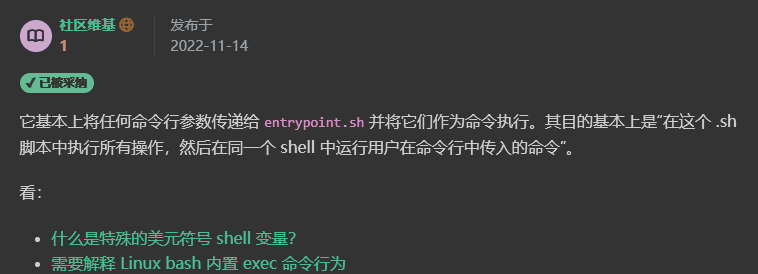 社区维基
1
发布于
2022-11-14
✓ 已被采纳
它基本上将任何命令行参数传递给 entrypoint.sh 并将它们作为命令执行。其目的基本上是“在这个 .sh
脚本中执行所有操作，然后在同一个 shell 中运行用户在命令行中传入的命令”。
看：
• 什么是特殊的美元符号 shell 变量？
• 需要解释 Linux bash 内置 exec 命令行为